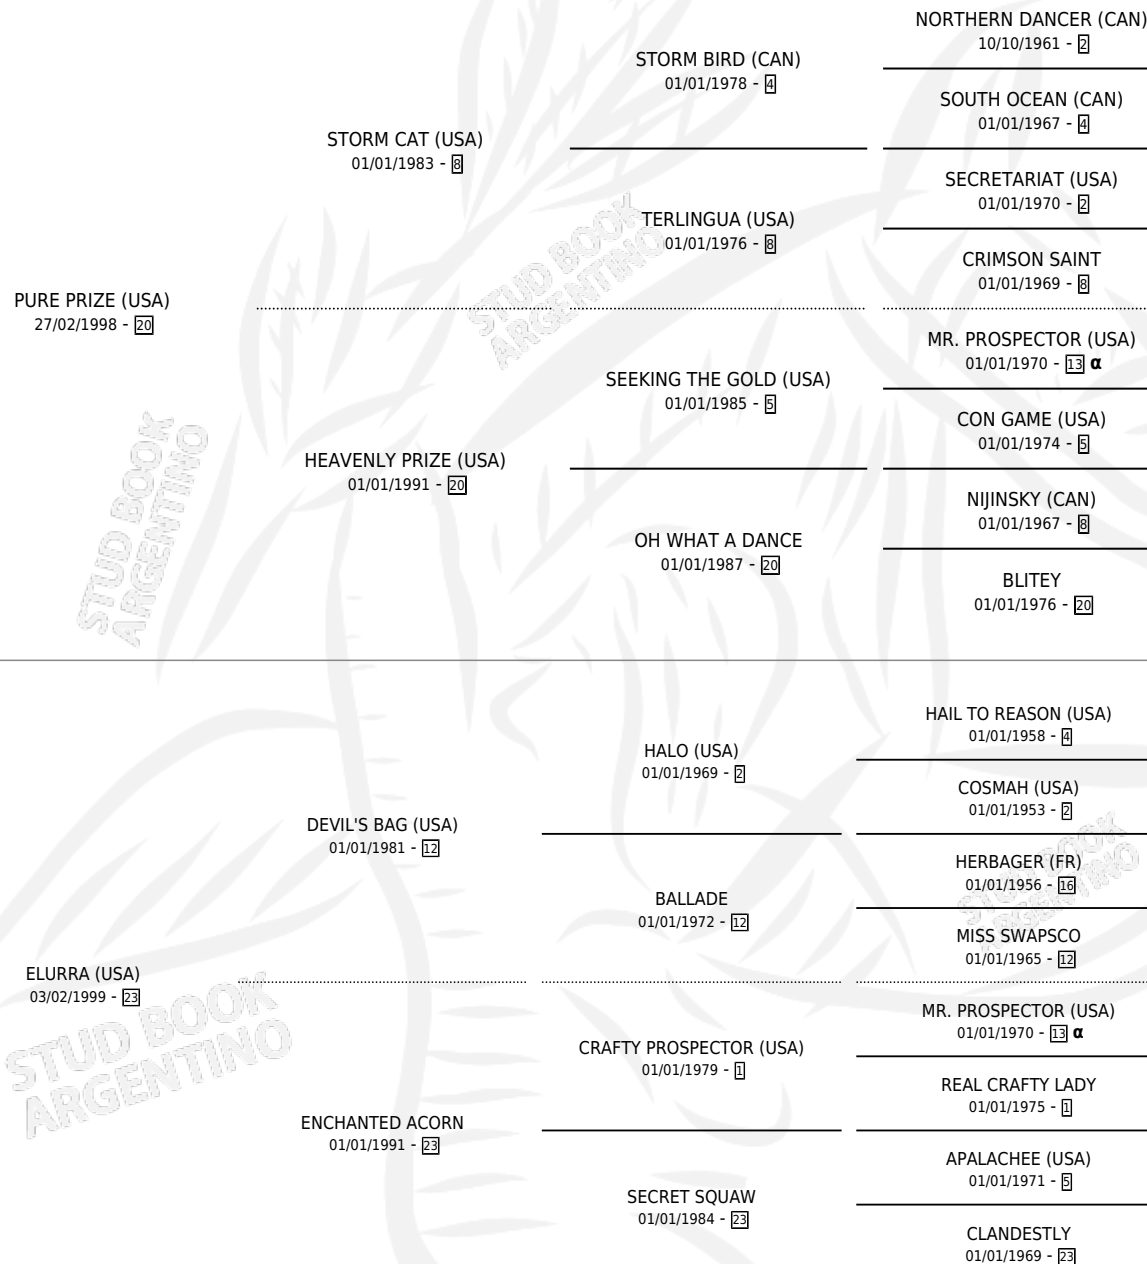 NORTHERN DANCER (CAN)
10/10/1961 - 2
STORM BIRD (CAN)
01/01/1978 - 4
SOUTH OCEAN (CAN)
01/01/1967 - 4
STORM CAT (USA)
01/01/1983 - 8
SECRETARIAT (USA)
01/01/1970 - 2
TERLINGUA (USA)
01/01/1976 - 8
CRIMSON SAINT
01/01/1969 - 8
PURE PRIZE (USA)
27/02/1998 - 20
MR. PROSPECTOR (USA)
01/01/1970 - 13 α
SEEKING THE GOLD (USA)
01/01/1985 - 5
CON GAME (USA)
01/01/1974 - 5
HEAVENLY PRIZE (USA)
01/01/1991 - 20
NIJINSKY (CAN)
01/01/1967 - 8
OH WHAT A DANCE
01/01/1987 - 20
BLITEY
01/01/1976 - 20
HAIL TO REASON (USA)
01/01/1958 - 4
HALO (USA)
01/01/1969 - 2
COSMAH (USA)
01/01/1953 - 2
DEVIL'S BAG (USA)
01/01/1981 - 12
HERBAGER (FR)
01/01/1956 - 16
BALLADE
01/01/1972 - 12
MISS SWAPSCO
01/01/1965 - 12
ELURRA (USA)
03/02/1999 - 23
MR. PROSPECTOR (USA)
01/01/1970 - 13 α
CRAFTY PROSPECTOR (USA)
01/01/1979 - 1
REAL CRAFTY LADY
01/01/1975 - 1
ENCHANTED ACORN
01/01/1991 - 23
APALACHEE (USA)
01/01/1971 - 5
SECRET SQUAW
01/01/1984 - 23
CLANDESTLY
01/01/1969 - 23
STUD BOOK
ARGENTINO
STUD BOOK
ARGENTINO
STUD BOOK
ARGENTINO
STUD BOOK
ARGENTINO